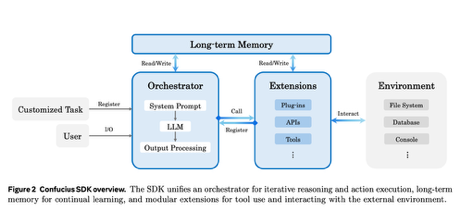 Long-term Memory
Read/Write
Read/Write
Orchestrator
Extensions
Environment
Customized Task
Register
System Prompt
Call
Plug-ins
File System
LLM
APIs
Interact
Database
User
I/O
Register
Output Processing
Tools
Console
Figure 2 Confucius SDK overview. The SDK unifies an orchestrator for iterative reasoning and action execution, long-term
memory for continual learning, and modular extensions for tool use and interacting with the external environment.